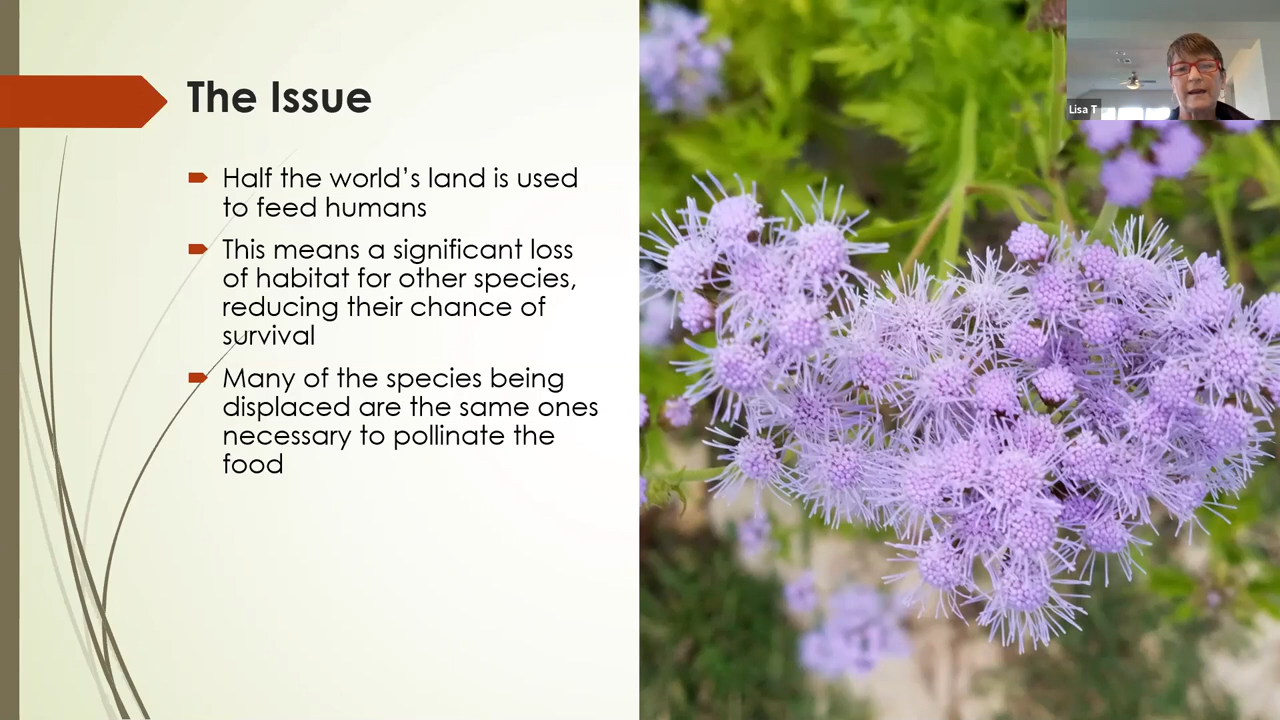 The Issue
Half the world’s land is used
to feed humans
This means a significant loss
of habitat for other species,
reducing their chance of
survival
Many of the species being
displaced are the same ones
necessary to pollinate the
food
Lisa T